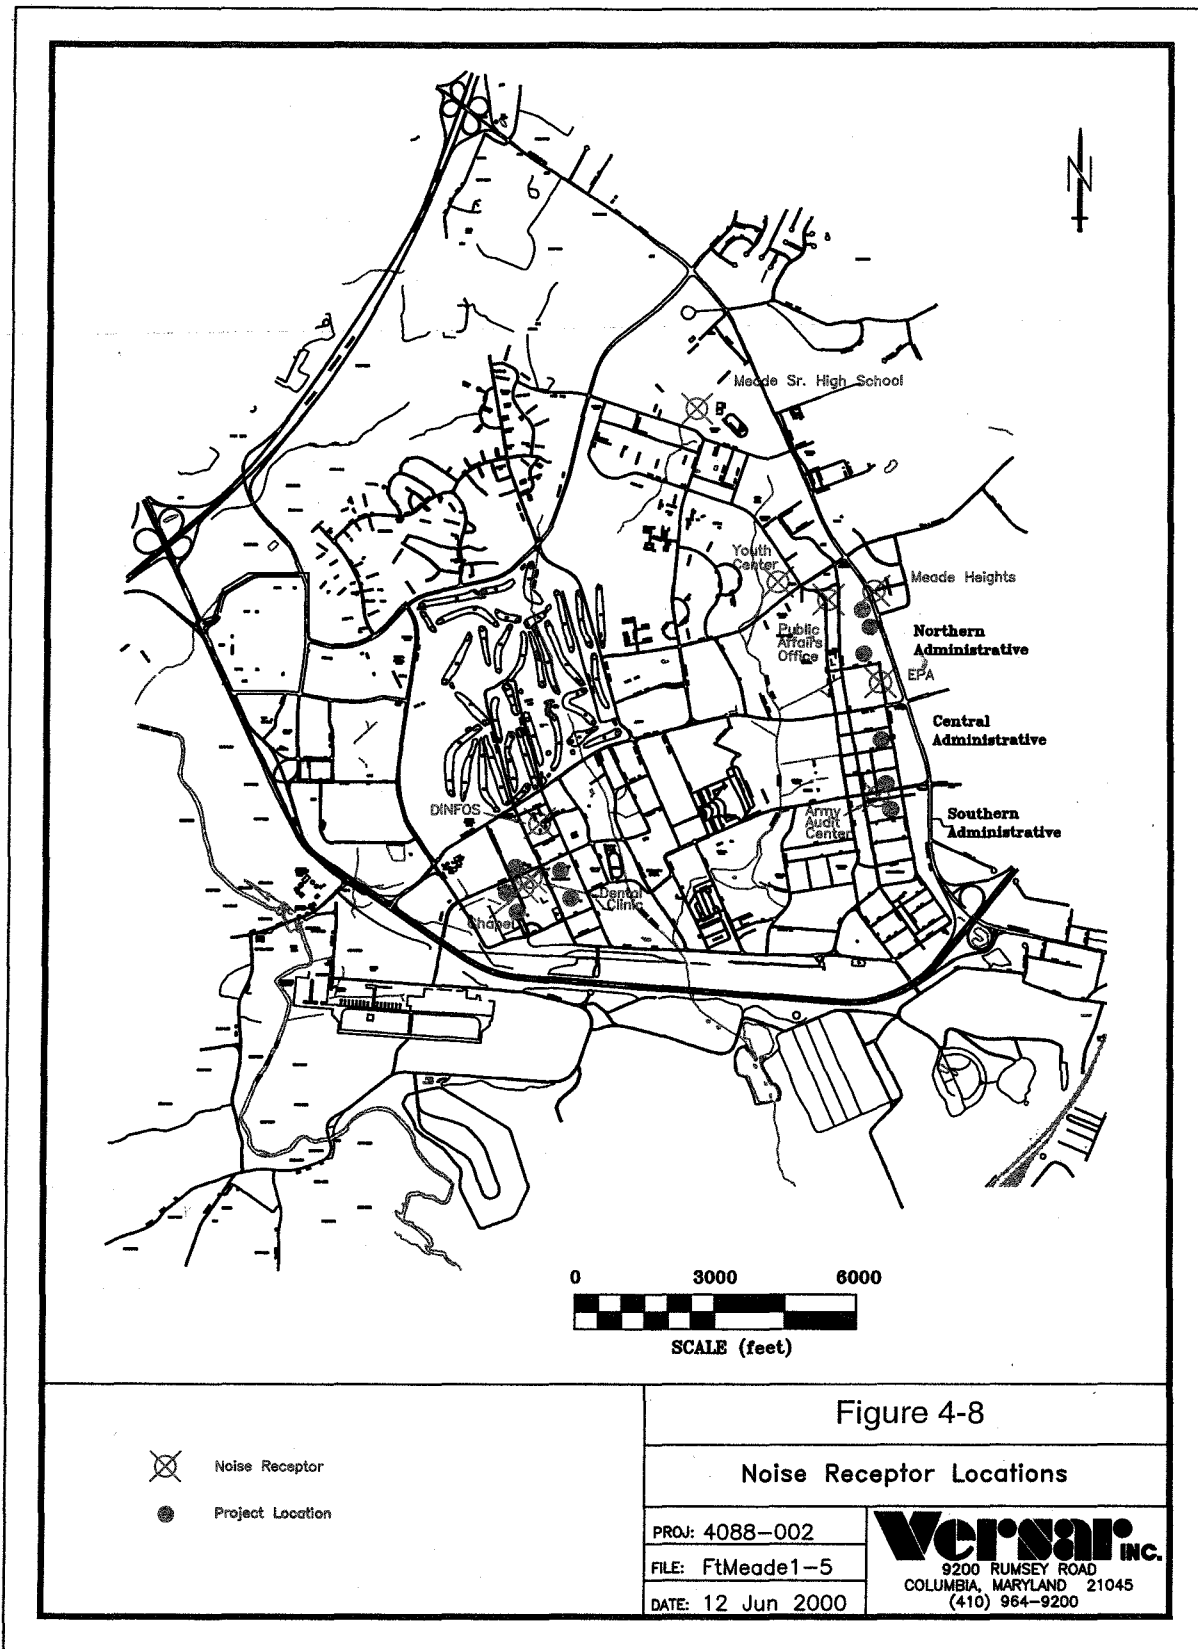 N
Meade Sr. High School
Youth
Center
Meade Heights
Public
Affairs
Office
Northern
Administrative
EPA
Central
Administrative
DINFOS
Army
Audit
Center
Southern
Administrative
Dental
Clinic
Chapel
0 3000 6000
SCALE (feet)
Noise Receptor
Project Location
Figure 4-8
Noise Receptor Locations
PROJ: 4088-002
FILE: FtMeade1-5
DATE: 12 Jun 2000
Versar INC.
9200 RUMSEY ROAD
COLUMBIA, MARYLAND 21045
(410) 964-9200